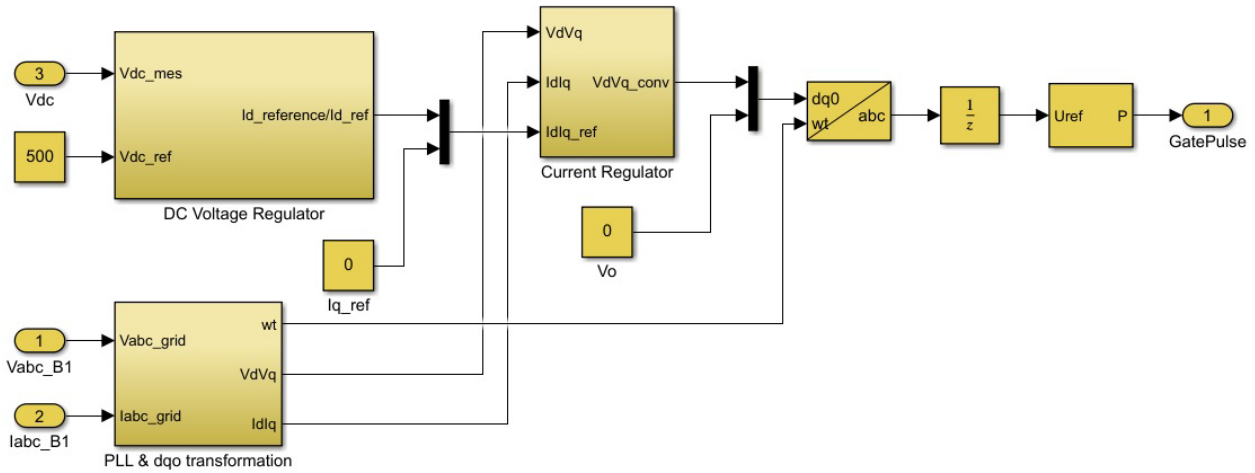 3
Vdc
500
Vdc_mes
Vdc_ref
Id_reference/Id_ref
DC Voltage Regulator
0
Iq_ref
VdVq
IdIq
IdIq_ref
VdVq_conv
Current Regulator
0
Vo
dq0
wt
abc
1
z
Uref
P
1
GatePulse
1
Vabc_B1
2
Iabc_B1
Vabc_grid
Iabc_grid
wt
VdVq
IdIq
PLL & dqo transformation